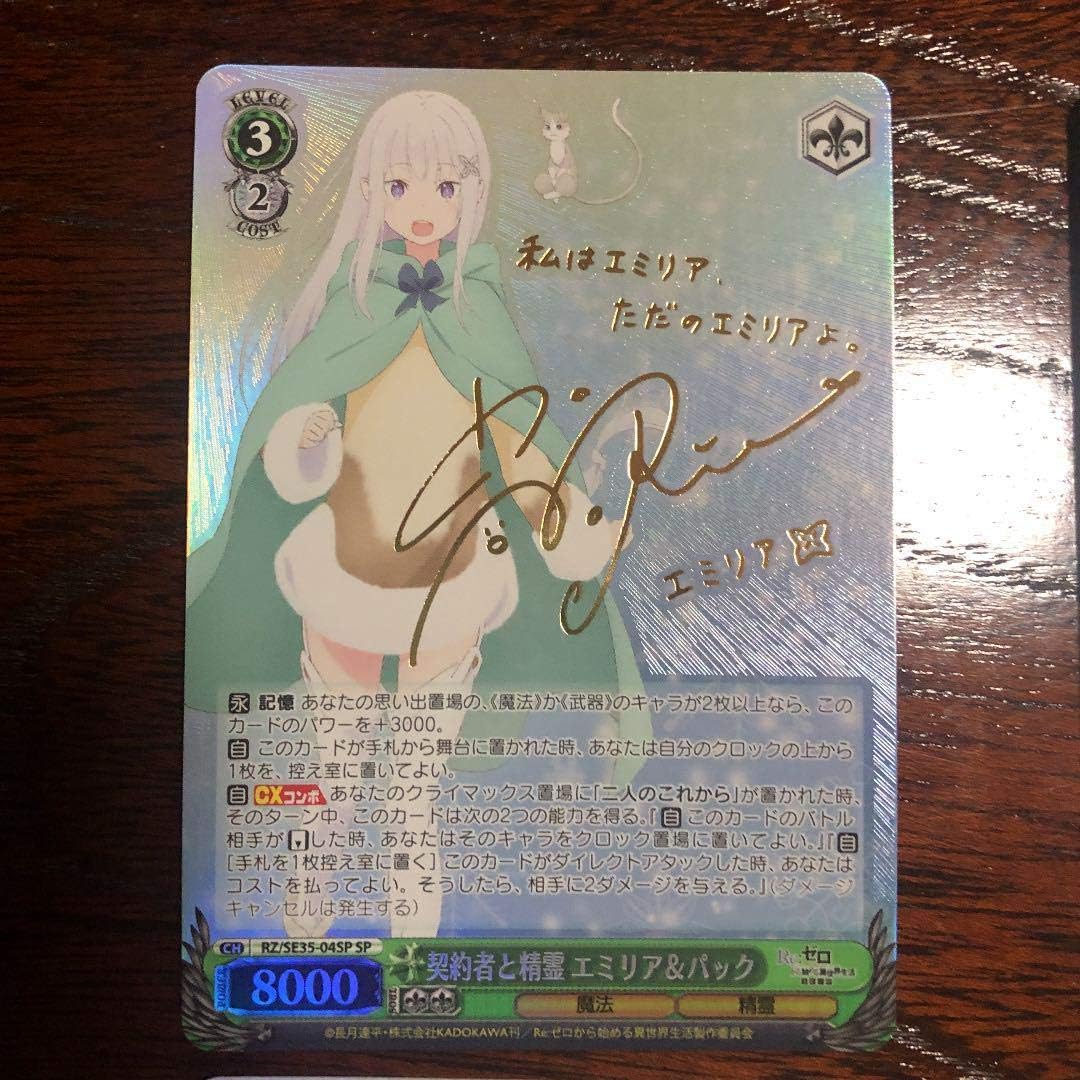 LEVEL
3
2
COST
私はエミリア、
ただのエミリアよ。
エミリア
永 記憶 あなたの思い出置場の、《魔法》か《武器》のキャラが2枚以上なら、この
カードのパワーを+3000。
自 このカードが手札から舞台に置かれた時、あなたは自分のクロックの上から
1枚を、控え室に置いてよい。
自 CXコンボ あなたのクライマックス置場に「二人のこれから」が置かれた時、
そのターン中、このカードは次の2つの能力を得る。『自 このカードのバトル
相手がした時、あなたはそのキャラをクロック置場に置いてよい。』『自
[手札を1枚控え室に置く] このカードがダイレクトアタックした時、あなたは
コストを払ってよい。そうしたら、相手に2ダメージを与える。』(ダメージ
キャンセルは発生する)
CH RZ/SE35-04SP SP
契約者と精霊 エミリア&パック
Re:ゼロ
から始める異世界生活
POWER
8000
魔法
精霊
©長月達平・株式会社KADOKAWA刊/Re:ゼロから始める異世界生活製作委員会